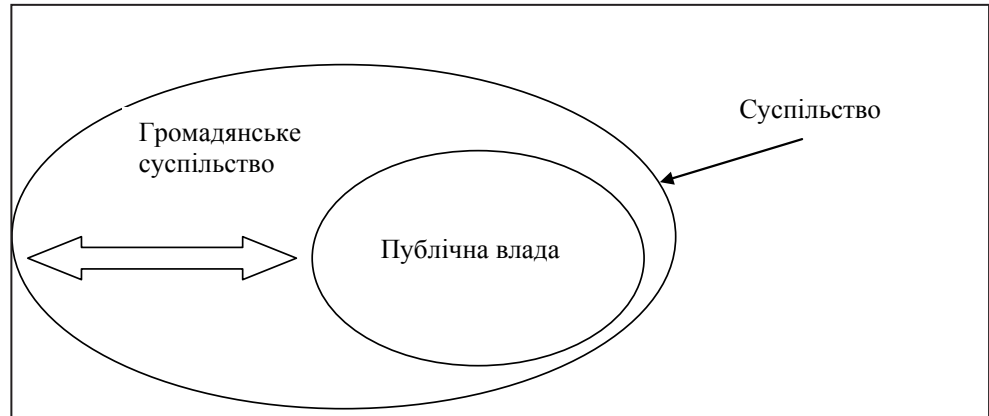 Суспільство
Громадянське
суспільство
Публічна влада